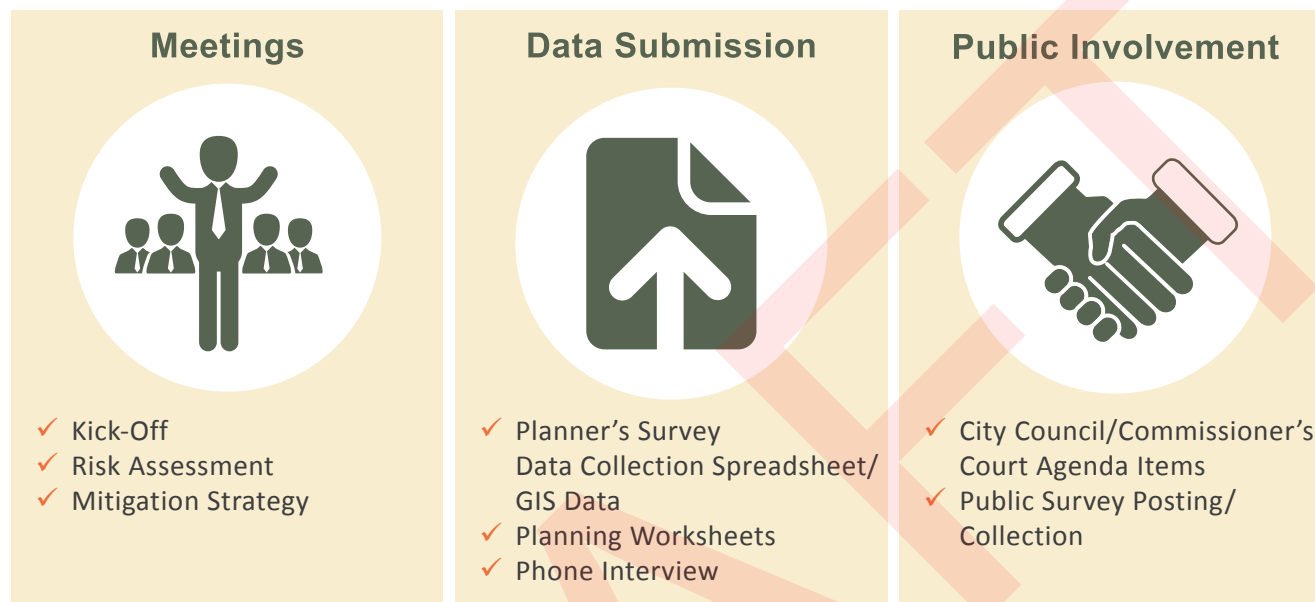 Meetings
Kick-Off
Risk Assessment
Mitigation Strategy
Data Submission
Planner’s Survey
Data Collection Spreadsheet/
GIS Data
Planning Worksheets
Phone Interview
Public Involvement
City Council/Commissioner’s
Court Agenda Items
Public Survey Posting/
Collection